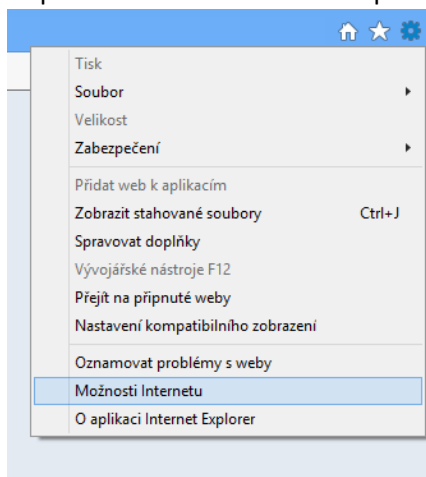 Tisk
Soubor
Velikost
Zabezpečení
Přidat web k aplikacím
Zobrazit stahované soubory Ctrl+J
Spravovat doplňky
Vývojářské nástroje F12
Přejít na připnuté weby
Nastavení kompatibilního zobrazení
Oznamovat problémy s weby
Možnosti Internetu
O aplikaci Internet Explorer